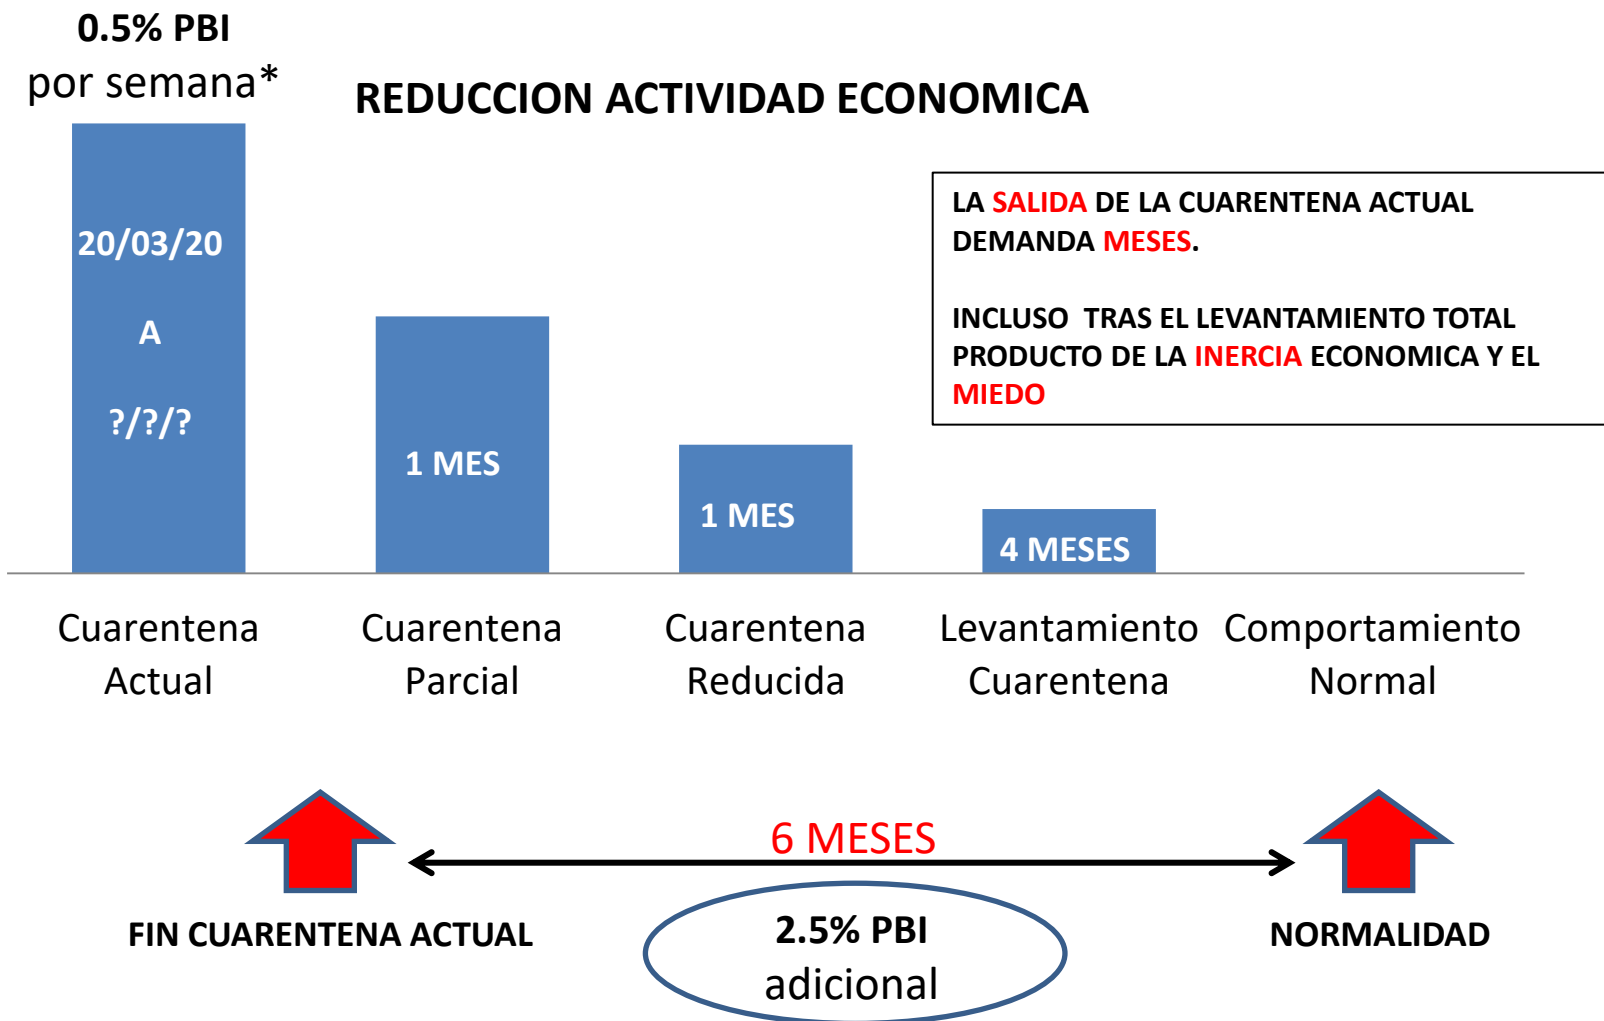 0.5% PBI
por semana*
REDUCCION ACTIVIDAD ECONOMICA
LA SALIDA DE LA CUARENTENA ACTUAL
DEMANDA MESES.
INCLUSO TRAS EL LEVANTAMIENTO TOTAL
PRODUCTO DE LA INERCIA ECONOMICA Y EL
MIEDO
20/03/20
A
?/?/?
1 MES
1 MES
4 MESES
Cuarentena
Actual
Cuarentena
Parcial
Cuarentena
Reducida
Levantamiento
Cuarentena
Comportamiento
Normal
6 MESES
FIN CUARENTENA ACTUAL
2.5% PBI
adicional
NORMALIDAD